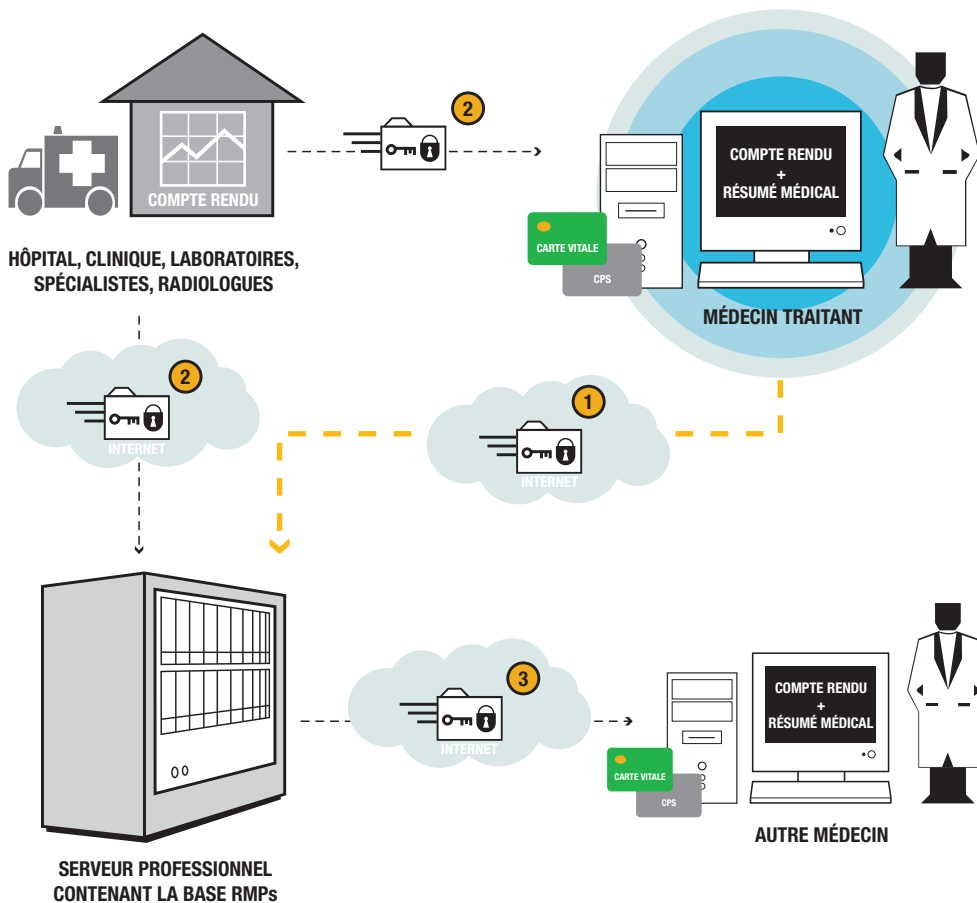 2
COMPTE RENDU
COMPTE RENDU
+
RÉSUMÉ MÉDICAL
CARTE VITALE
CPS
HÔPITAL, CLINIQUE, LABORATOIRES,
SPÉCIALISTES, RADIOLOGUES
MÉDECIN TRAITANT
2
INTERNET
1
INTERNET
3
INTERNET
COMPTE RENDU
+
RÉSUMÉ MÉDICAL
CARTE VITALE
CPS
AUTRE MÉDECIN
SERVEUR PROFESSIONNEL
CONTENANT LA BASE RMPs